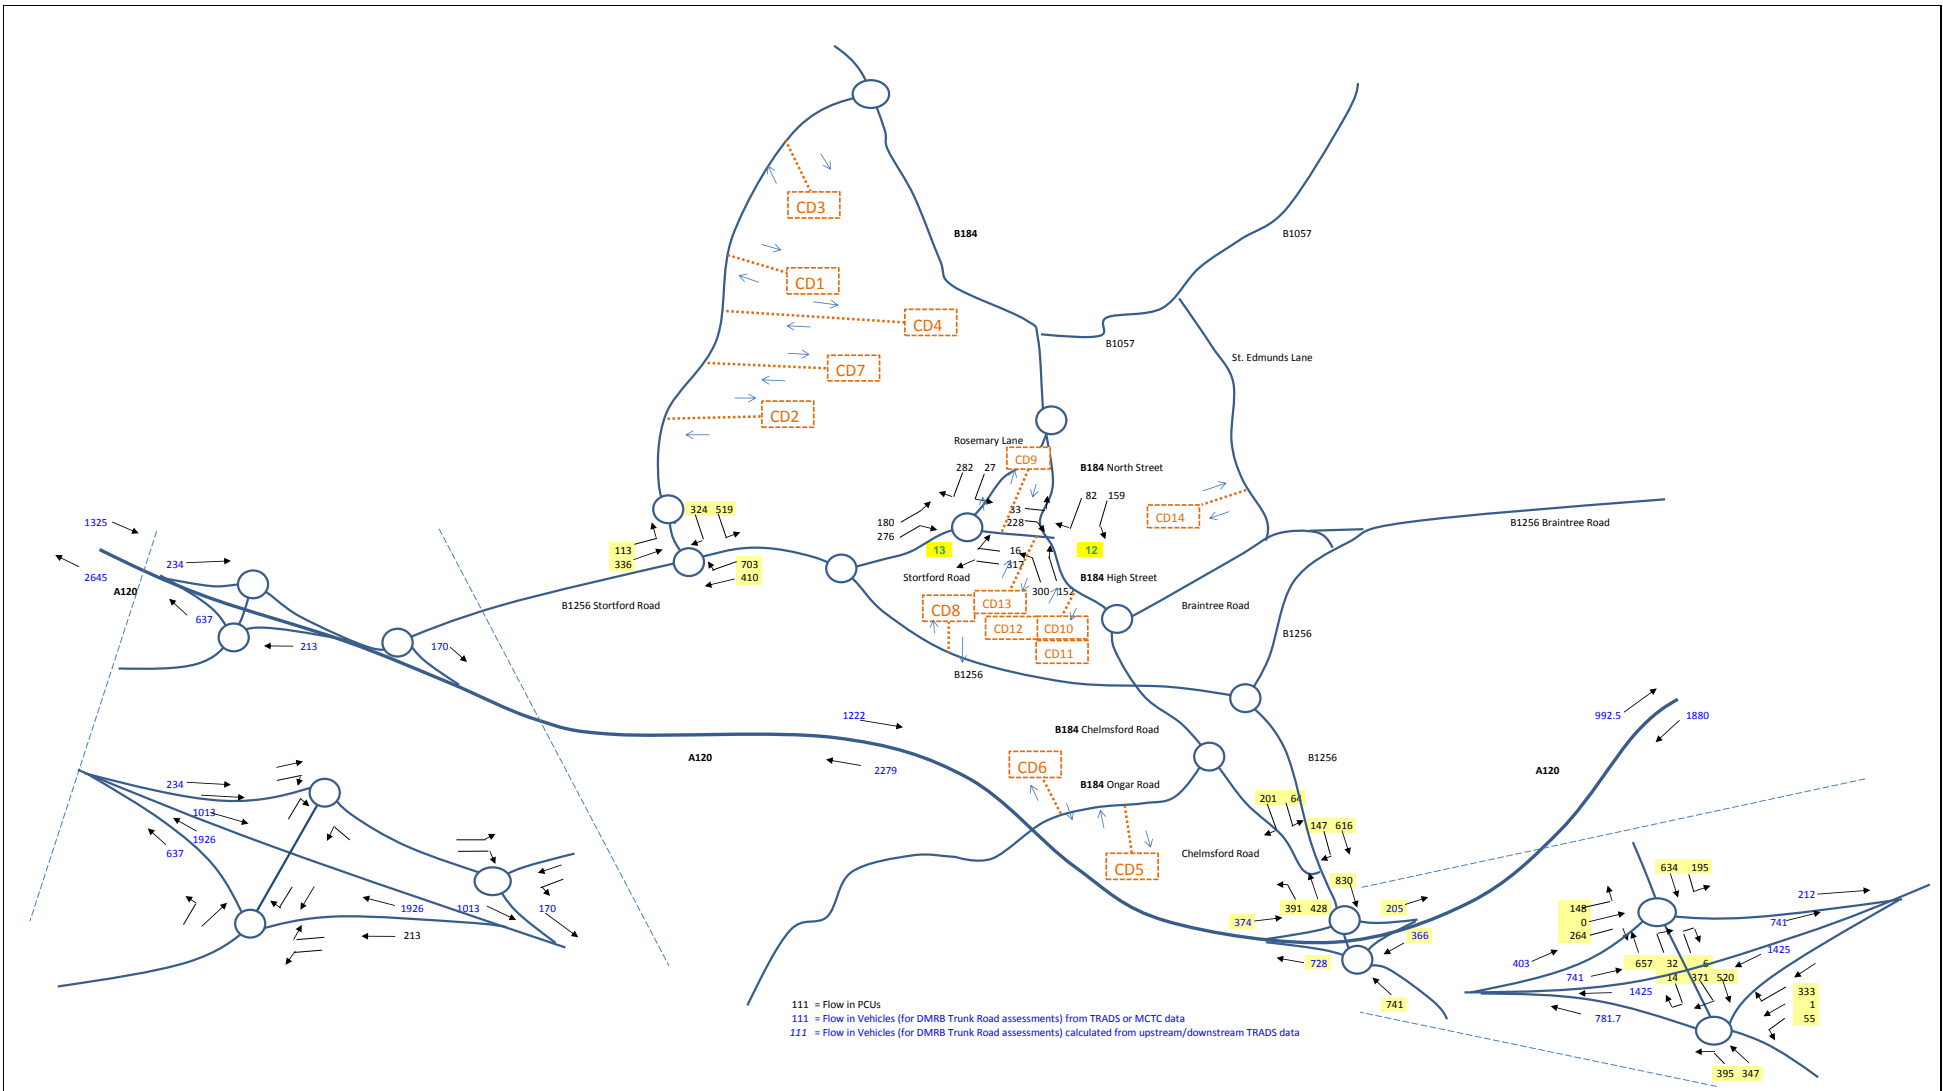 CD3
B184
B1057
CD1
CD4
B1057
St. Edmunds Lane
CD7
CD2
Rosemary Lane
CD9
B184 North Street
282 27
82 159
324 519
33
CD14
1325
180
228
B1256 Braintree Road
276
113
13
16
12
336
234
703
317
2645
410
Stortford Road
B184 High Street
A120
300 152
B1256 Stortford Road
CD8
CD13
Braintree Road
637
CD12
CD10
B1256
213
170
CD11
B1256
1222
992.5
1880
B184 Chelmsford Road
A120
B1256
2279
CD6
A120
234
B184 Ongar Road
201 64
1013
147 616
1926
637
Chelmsford Road
CD5
634 195
830
212
1926
1013
170
391 428
205
148
374
0
741
213
366
264
1425
403
728
657 32 6
741
14 371 520
1425
333
111 = Flow in PCUs
741
1
111 = Flow in Vehicles (for DMRB Trunk Road assessments) from TRADS or MCTC data
781.7
55
111 = Flow in Vehicles (for DMRB Trunk Road assessments) calculated from upstream/downstream TRADS data
395 347